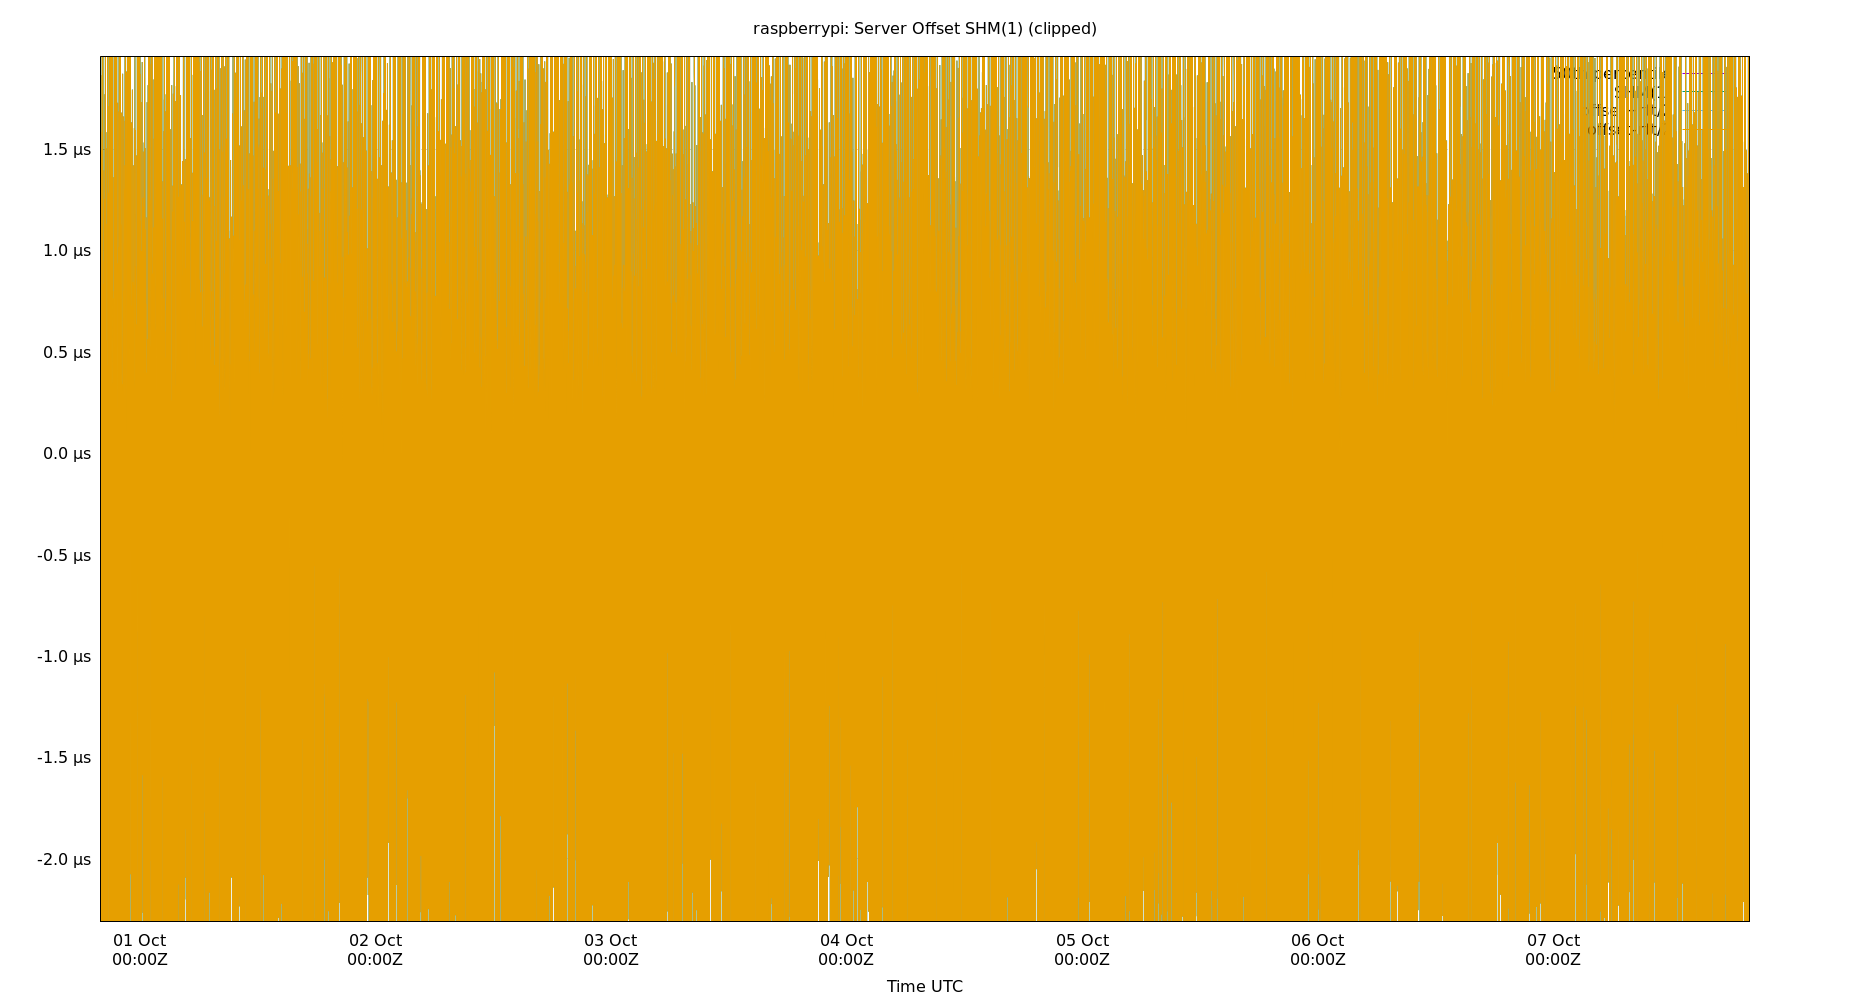 raspberrypi: Server Offset SHM(1) (clipped)
1.5 µs
1.0 µs
0.5 µs
0.0 µs
-0.5 µs
-1.0 µs
-1.5 µs
-2.0 µs
01 Oct 02 Oct 03 Oct 04 Oct 05 Oct 06 Oct 07 Oct
00:00Z 00:00Z 00:00Z 00:00Z 00:00Z 00:00Z 00:00Z
Time UTC